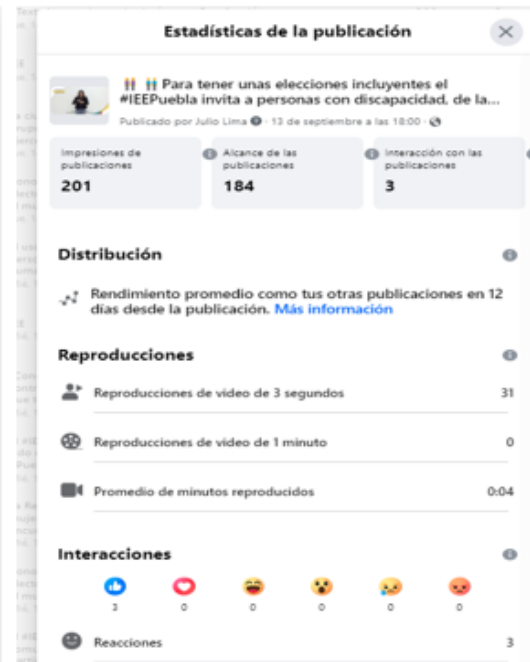 Estadísticas de la publicación
Para tener unas elecciones incluyentes el
#IEEPuebla invita a personas con discapacidad, de la...
Publicado por Julio Lima · 13 de septiembre a las 18:00 ·
Impresiones de
publicaciones
201
Alcance de las
publicaciones
184
Interacción con las
publicaciones
3
Distribución
Rendimiento promedio como tus otras publicaciones en 12
días desde la publicación. Más información
Reproducciones
Reproducciones de video de 3 segundos 31
Reproducciones de video de 1 minuto 0
Promedio de minutos reproducidos 0:04
Interacciones
3 0 0 0 0 0
Reacciones 3